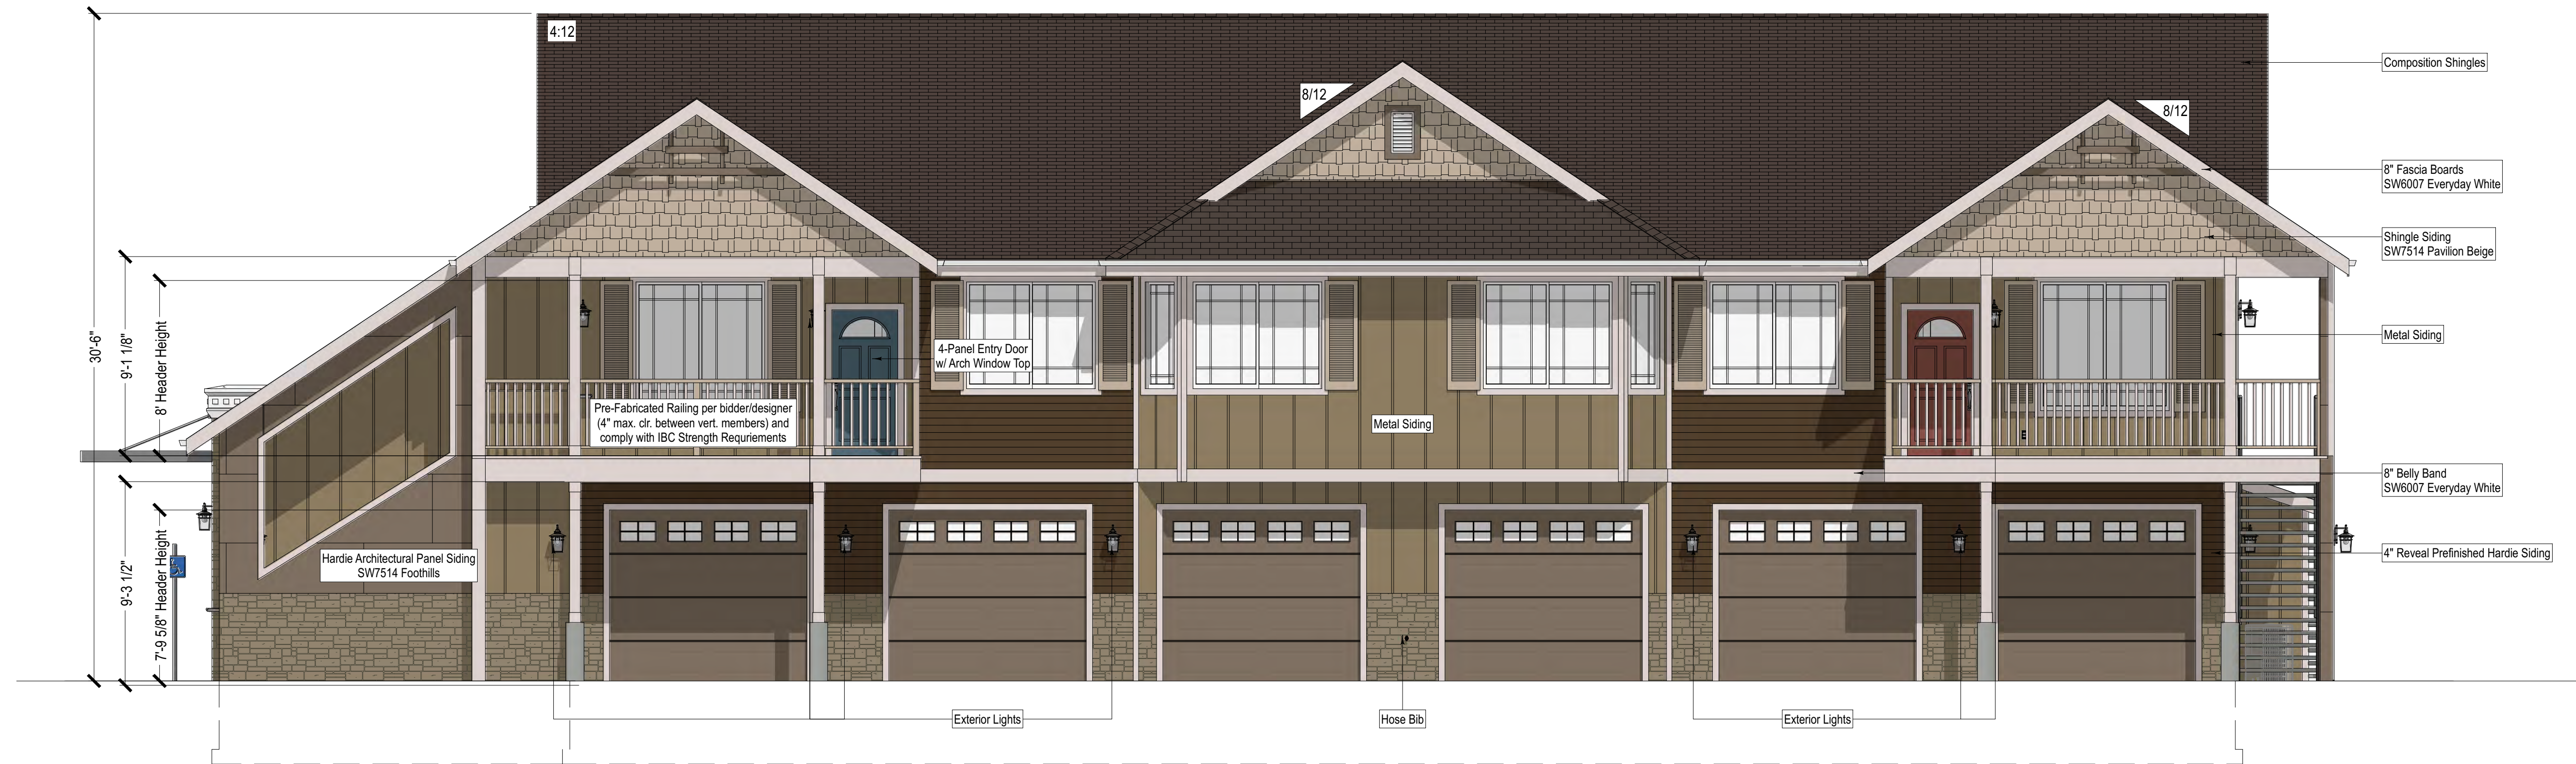 4:12
8/12
8/12
Composition Shingles
8" Fascia Boards
SW6007 Everyday White
Shingle Siding
SW7514 Pavilion Beige
Metal Siding
8" Belly Band
SW6007 Everyday White
4" Reveal Prefinished Hardie Siding
30'-6"
9'-1 1/8"
8' Header Height
9'-3 1/2"
7'-9 5/8" Header Height
4-Panel Entry Door
w/ Arch Window Top
Pre-Fabricated Railing per bidder/designer
(4" max. clr. between vert. members) and
comply with IBC Strength Requriements
Metal Siding
Hardie Architectural Panel Siding
SW7514 Foothills
Exterior Lights
Hose Bib
Exterior Lights